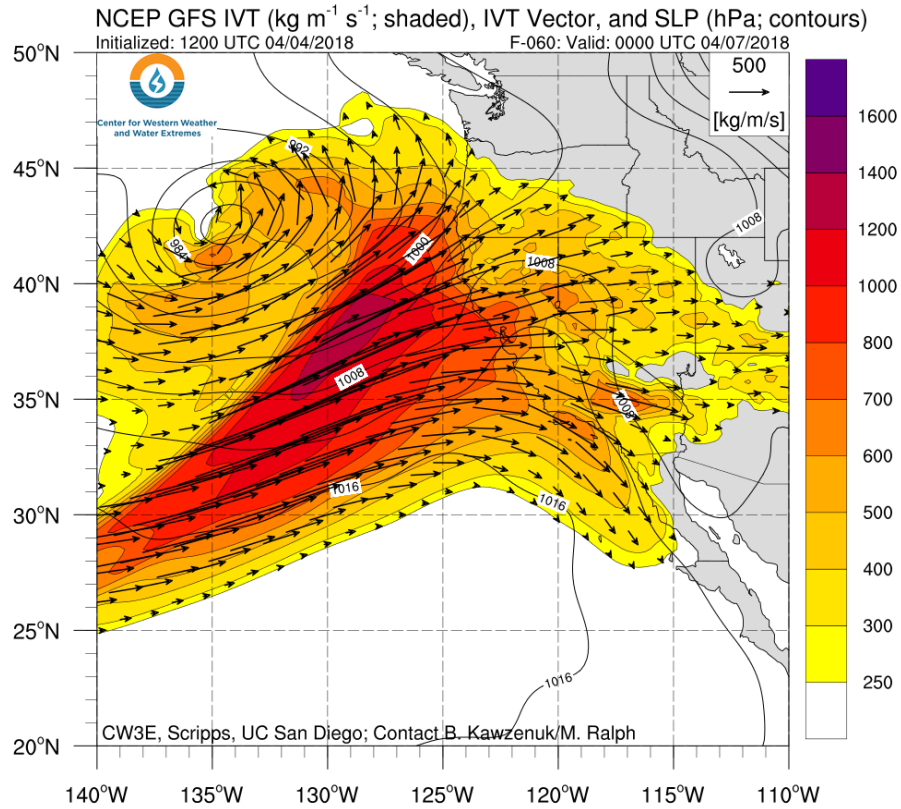 NCEP GFS IVT (kg m⁻¹ s⁻¹; shaded), IVT Vector, and SLP (hPa; contours)
Initialized: 1200 UTC 04/04/2018 F-060: Valid: 0000 UTC 04/07/2018
50°N
500
[kg/m/s]
Center for Western Weather
and Water Extremes
1600
992
45°N
1400
1008
1200
984
1000
1008
40°N
1000
800
1008
1008
35°N
700
1016
1016
600
30°N
500
400
25°N
300
1016
250
CW3E, Scripps, UC San Diego; Contact B. Kawzenuk/M. Ralph
20°N
140°W 135°W 130°W 125°W 120°W 115°W 110°W